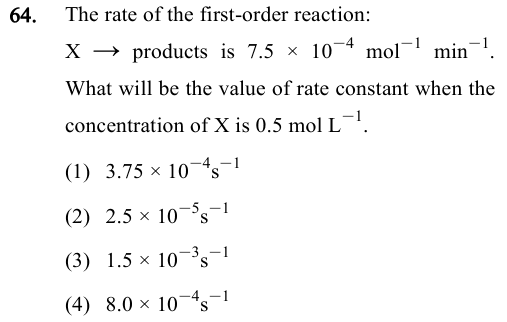 64. The rate of the first-order reaction:
X ⟶ products is 7.5 × 10⁻⁴ mol⁻¹ min⁻¹.
What will be the value of rate constant when the
concentration of X is 0.5 mol L⁻¹.
(1) 3.75 × 10⁻⁴s⁻¹
(2) 2.5 × 10⁻⁵s⁻¹
(3) 1.5 × 10⁻³s⁻¹
(4) 8.0 × 10⁻⁴s⁻¹